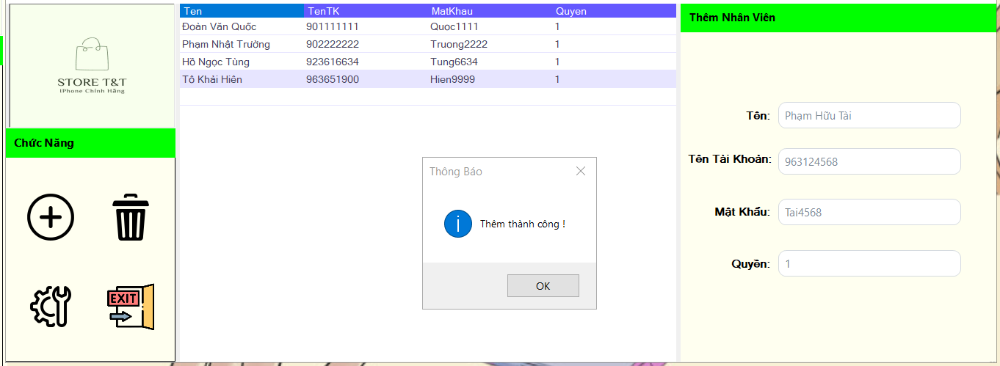 STORE T&T
IPhone Chính Hãng
Chức Năng
EXIT
Ten TenTK MatKhau Quyen
Đoàn Văn Quốc 901111111 Quoc1111 1
Phạm Nhật Trường 902222222 Truong2222 1
Hồ Ngọc Tùng 923616634 Tung6634 1
Tô Khải Hiên 963651900 Hien9999 1
Thông Báo
Thêm thành công !
OK
Thêm Nhân Viên
Tên: Phạm Hữu Tài
Tên Tài Khoản: 963124568
Mật Khẩu: Tai4568
Quyền: 1